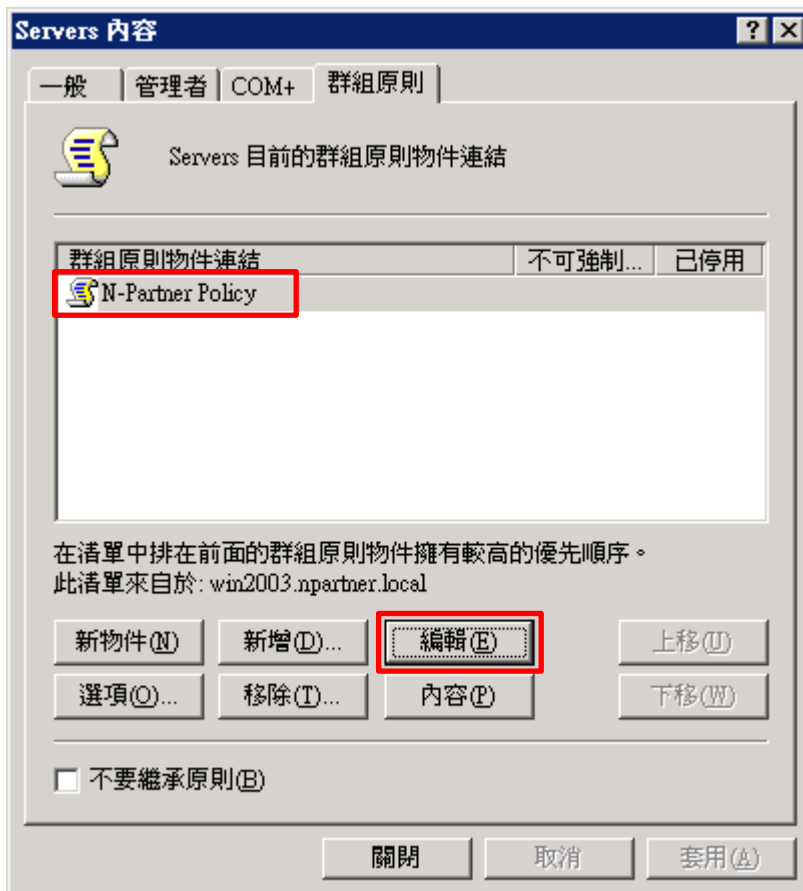 Servers 內容
一般 管理者 COM+ 群組原則
Servers 目前的群組原則物件連結
群組原則物件連結 不可強制... 已停用
N-Partner Policy
在清單中排在前面的群組原則物件擁有較高的優先順序。
此清單來自於: win2003.npartner.local
新物件(N) 新增(D)... 編輯(E) 上移(U)
選項(O)... 移除(T)... 內容(P) 下移(W)
不要繼承原則(B)
關閉 取消 套用(A)